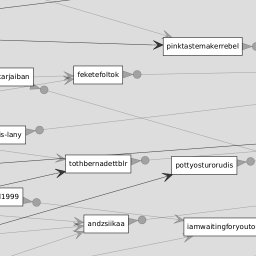 pinktastemakerrebel
feketefoltok
karjaiban
s-lany
tothbernadettblr
pottyosturorudis
1999
andzsiikaa
iamwaitingforyouto